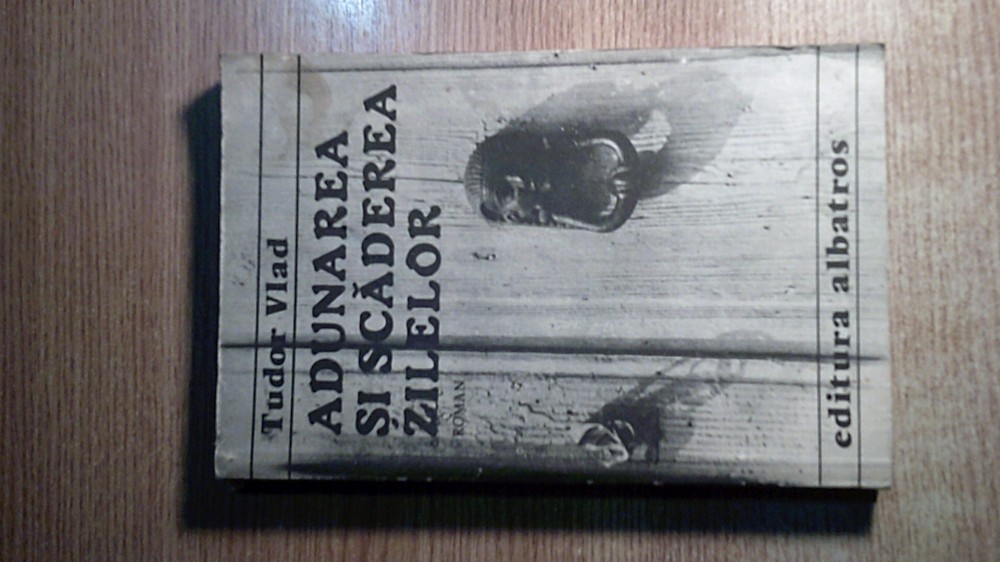 Tudor Vlad
ADUNAREA
ȘI SCĂDEREA
ZILELOR
ROMAN
editura albatros